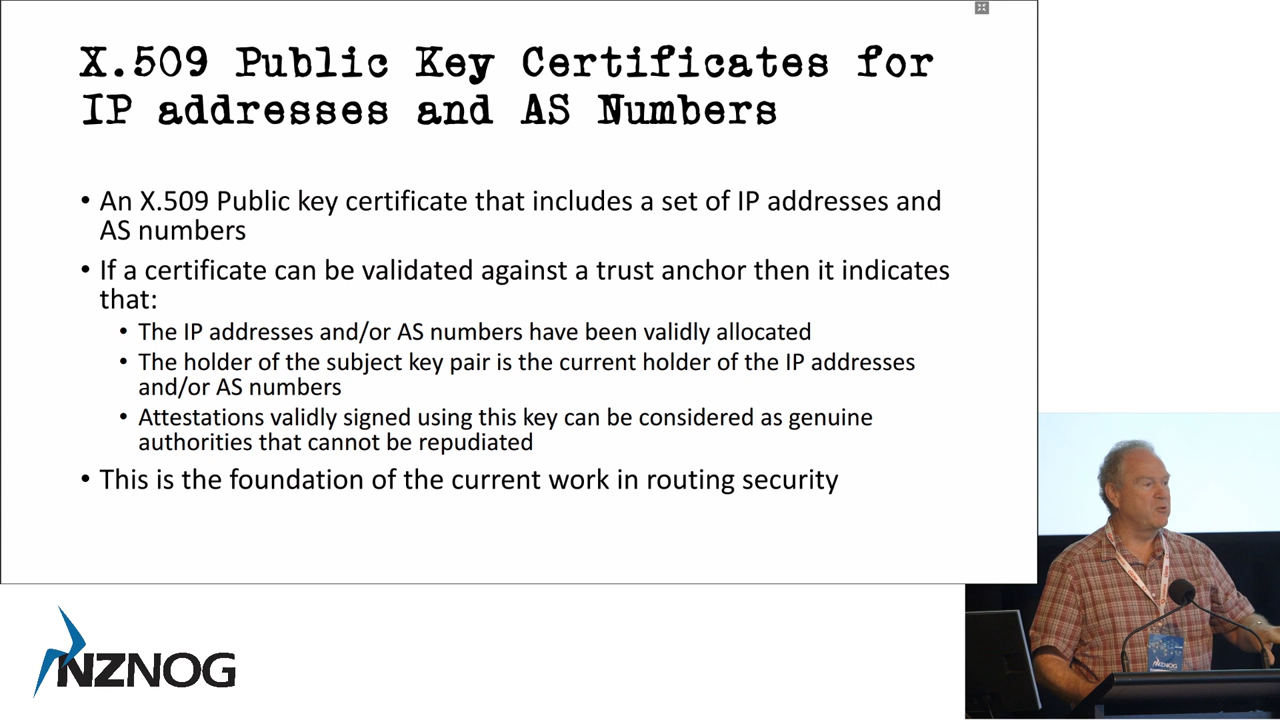 X.509 Public Key Certificates for
IP addresses and AS Numbers
• An X.509 Public key certificate that includes a set of IP addresses and
AS numbers
• If a certificate can be validated against a trust anchor then it indicates
that:
• The IP addresses and/or AS numbers have been validly allocated
• The holder of the subject key pair is the current holder of the IP addresses
and/or AS numbers
• Attestations validly signed using this key can be considered as genuine
authorities that cannot be repudiated
• This is the foundation of the current work in routing security
NZNOG
NZNOG